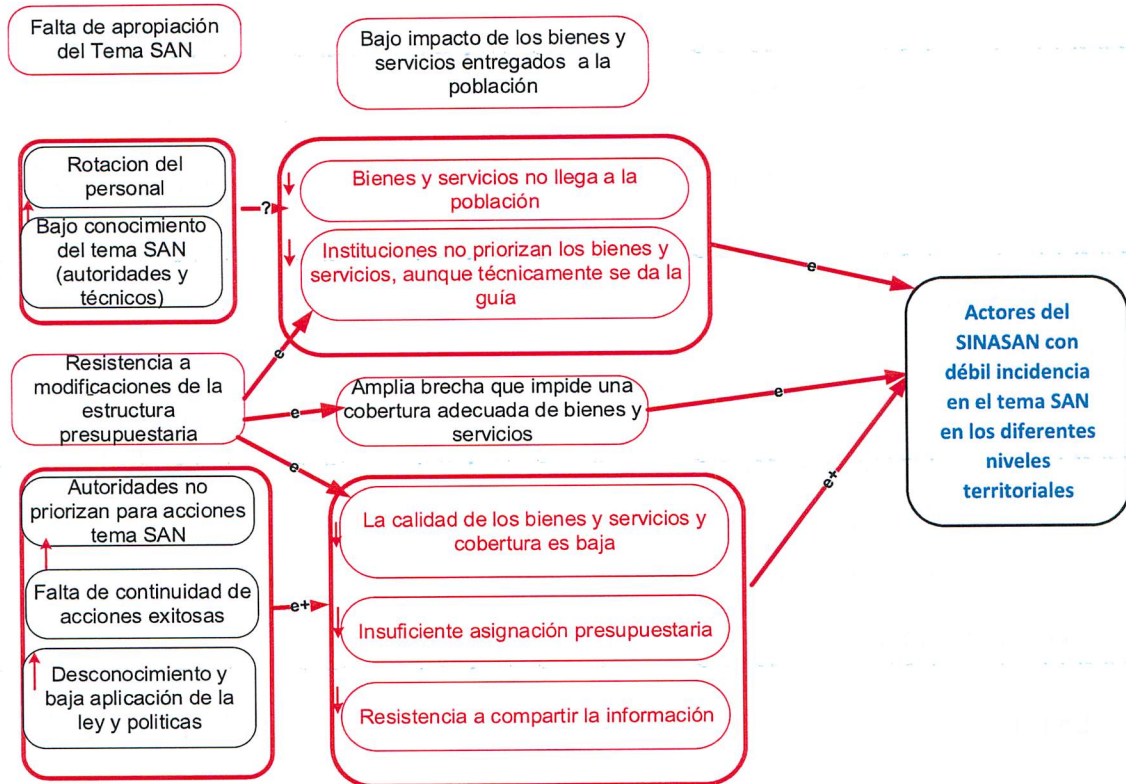 Falta de apropiación
del Tema SAN
Bajo impacto de los bienes y
servicios entregados a la
población
Rotacion del
personal
Bajo conocimiento
del tema SAN
(autoridades y
técnicos)
?
Bienes y servicios no llega a la
población
Instituciones no priorizan los bienes y
servicios, aunque técnicamente se da la
guía
e
Resistencia a
modificaciones de la
estructura
presupuestaria
e
e
e
Amplia brecha que impide una
cobertura adecuada de bienes y
servicios
e
Actores del
SINASAN con
débil incidencia
en el tema SAN
en los diferentes
niveles
territoriales
Autoridades no
priorizan para acciones
tema SAN
Falta de continuidad de
acciones exitosas
Desconocimiento y
baja aplicación de la
ley y politicas
e+
La calidad de los bienes y servicios y
cobertura es baja
Insuficiente asignación presupuestaria
Resistencia a compartir la información
e+